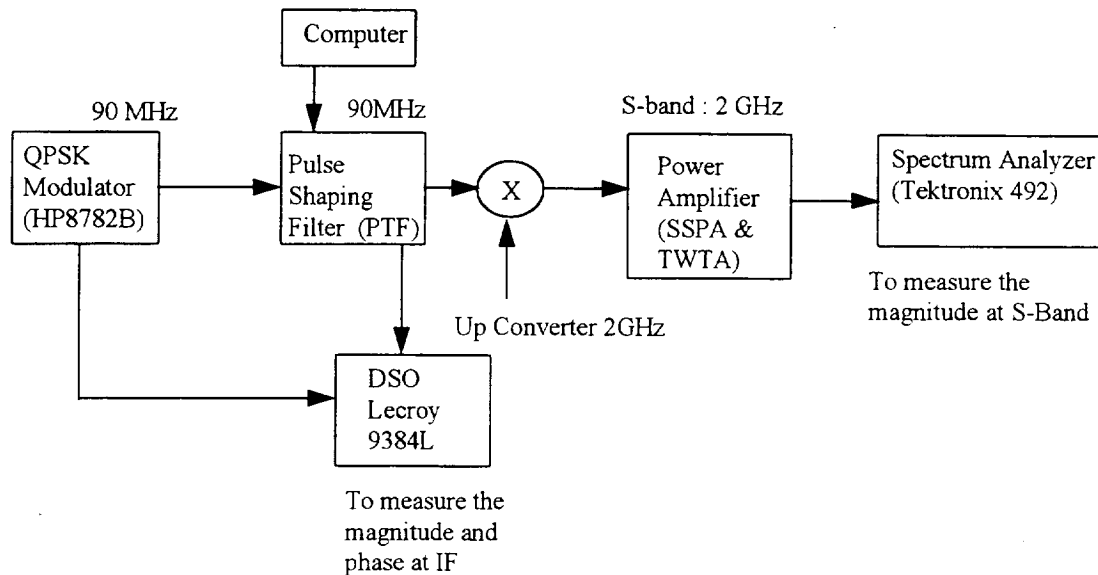 Computer
90 MHz
90MHz
S-band : 2 GHz
QPSK
Modulator
(HP8782B)
Pulse
Shaping
Filter (PTF)
X
Power
Amplifier
(SSPA &
TWTA)
Spectrum Analyzer
(Tektronix 492)
To measure the
magnitude at S-Band
Up Converter 2GHz
DSO
Lecroy
9384L
To measure the
magnitude and
phase at IF